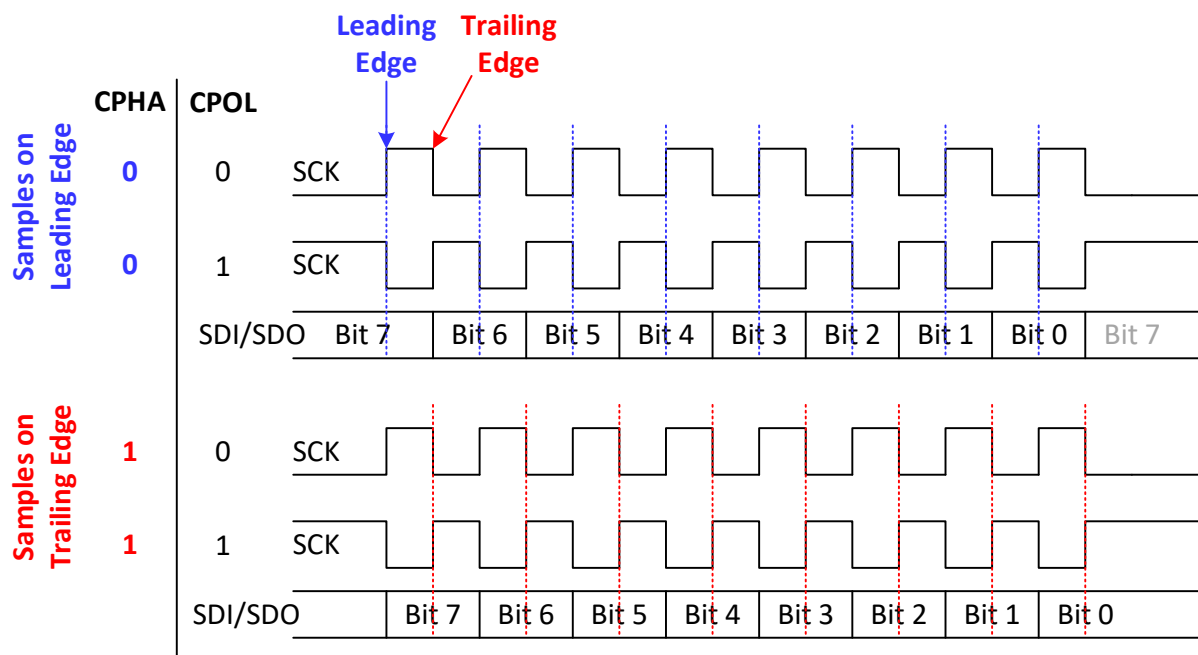 Leading Edge
Trailing Edge
CPHA
CPOL
Samples on
Leading Edge
0
0
SCK
0
1
SCK
SDI/SDO
Bit 7
Bit 6
Bit 5
Bit 4
Bit 3
Bit 2
Bit 1
Bit 0
Bit 7
Samples on
Trailing Edge
1
0
SCK
1
1
SCK
SDI/SDO
Bit 7
Bit 6
Bit 5
Bit 4
Bit 3
Bit 2
Bit 1
Bit 0